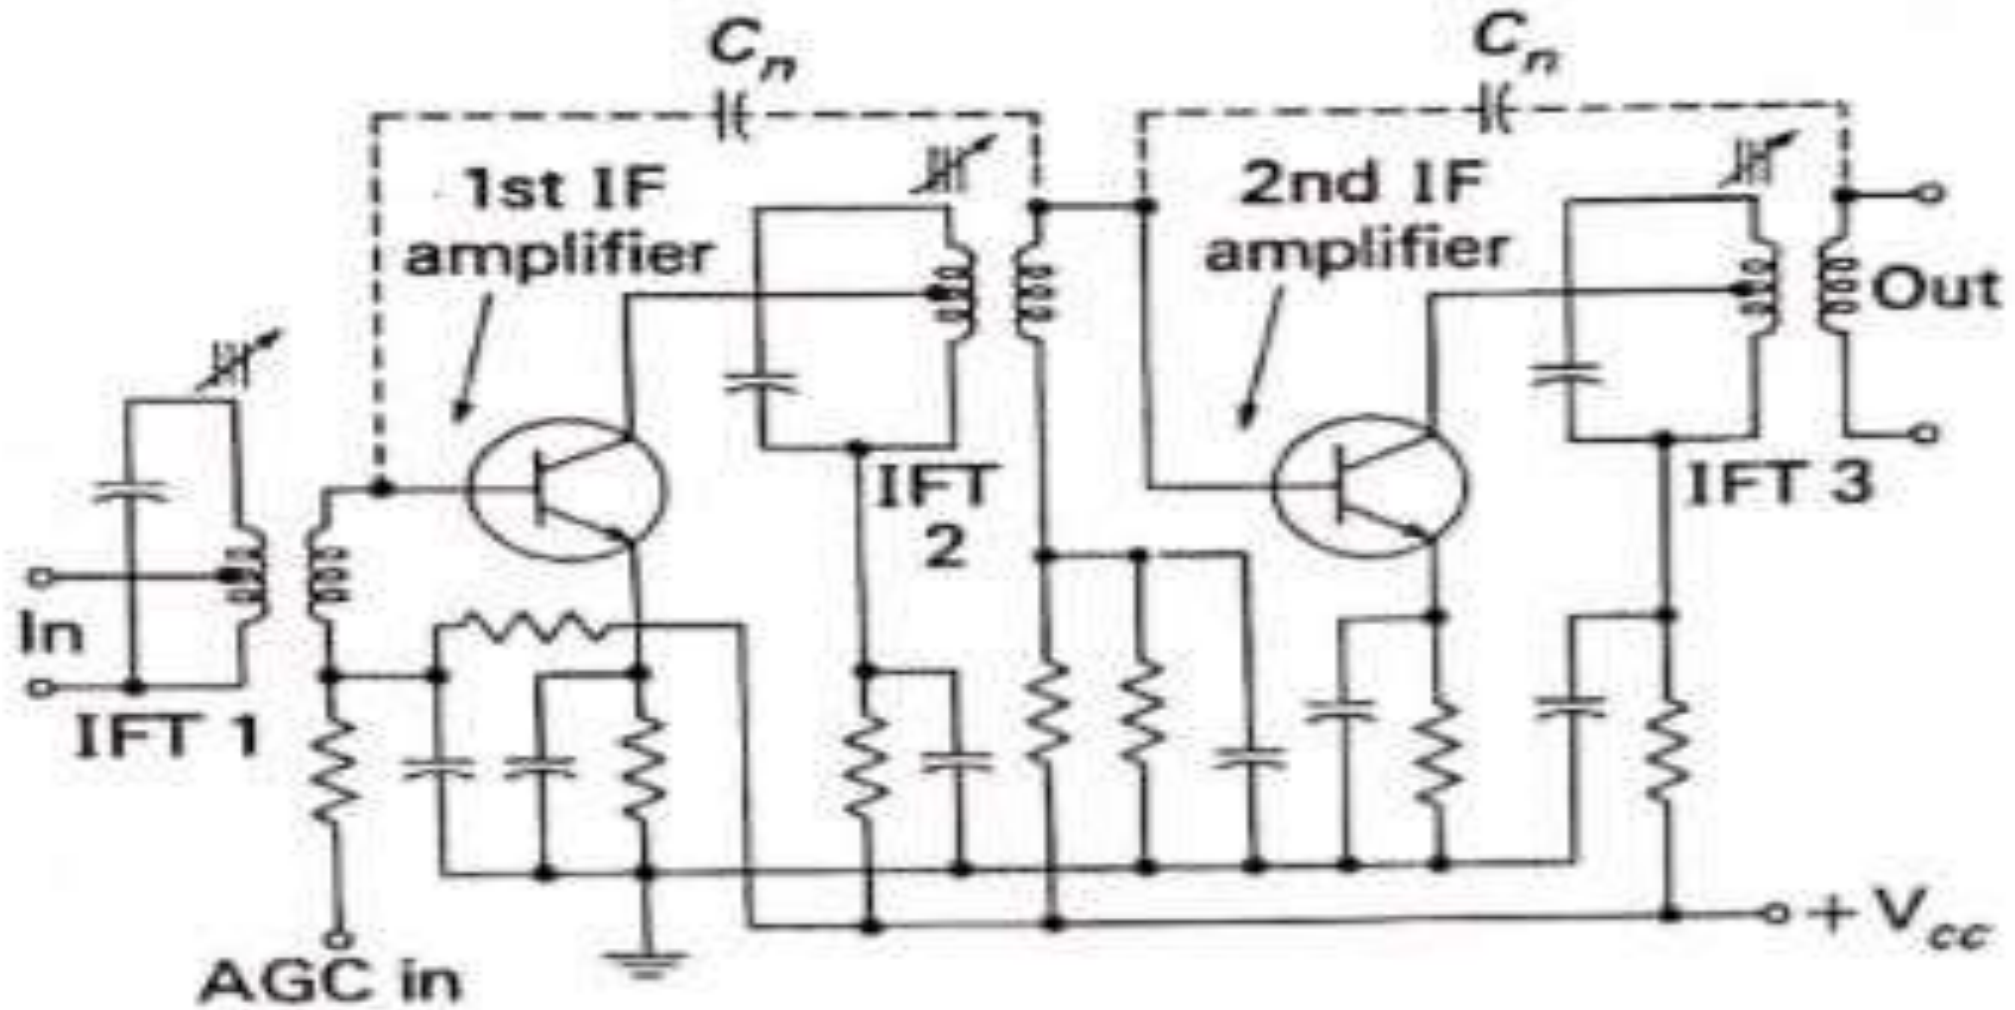 Cn
Cn
1st IF
amplifier
2nd IF
amplifier
Out
In
IFT
2
IFT 3
IFT 1
+ Vcc
AGC in